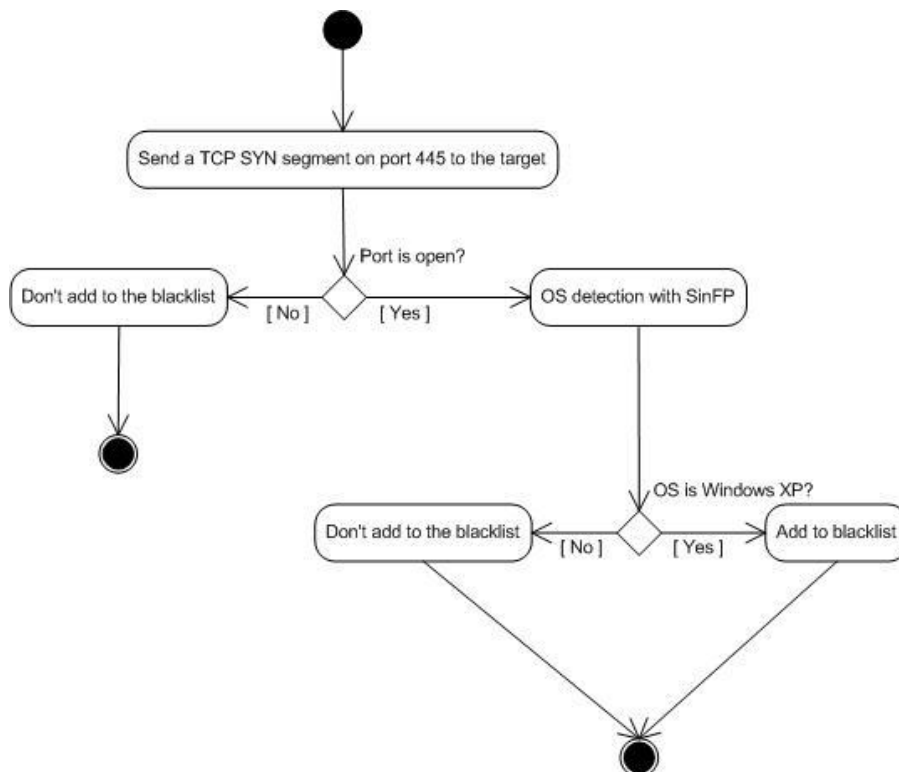 Send a TCP SYN segment on port 445 to the target
Port is open?
Don't add to the blacklist
[ No ]
[ Yes ]
OS detection with SinFP
OS is Windows XP?
Don't add to the blacklist
[ No ]
[ Yes ]
Add to blacklist